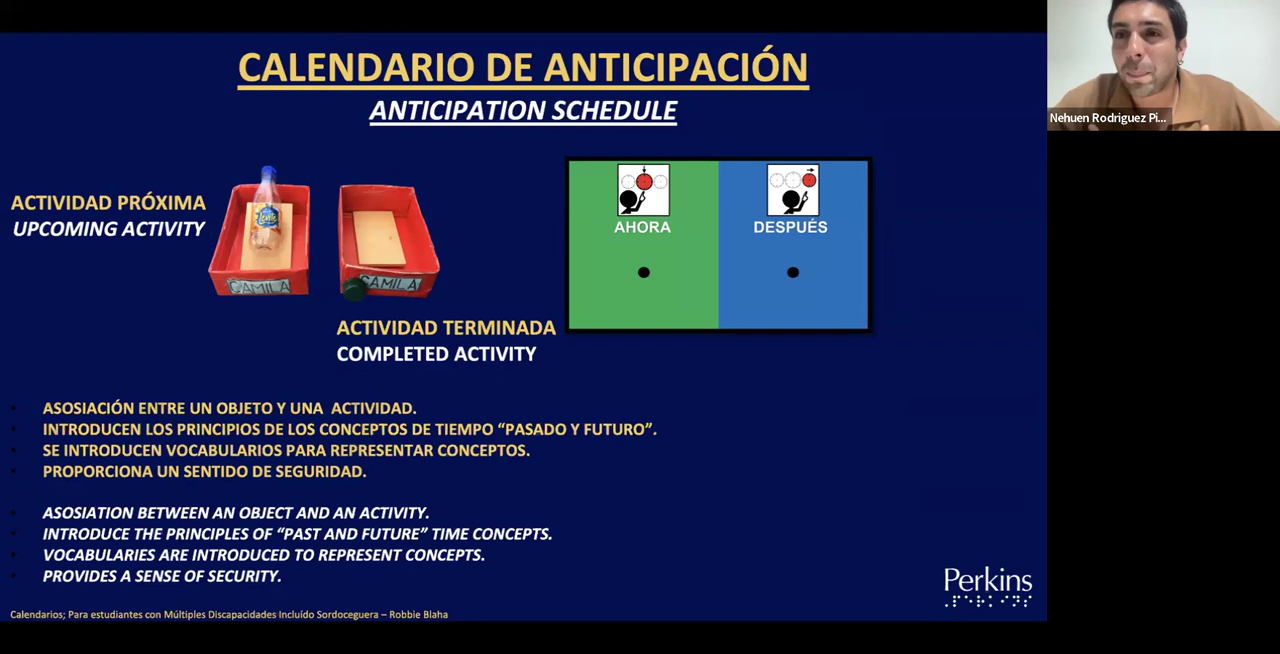 CALENDARIO DE ANTICIPACIÓN
ANTICIPATION SCHEDULE
Nehuen Rodriguez Pi...
ACTIVIDAD PRÓXIMA
UPCOMING ACTIVITY
CAMILA
CAMILA
AHORA
DESPUÉS
ACTIVIDAD TERMINADA
COMPLETED ACTIVITY
ASOSIACIÓN ENTRE UN OBJETO Y UNA ACTIVIDAD.
INTRODUCEN LOS PRINCIPIOS DE LOS CONCEPTOS DE TIEMPO “PASADO Y FUTURO”.
SE INTRODUCEN VOCABULARIOS PARA REPRESENTAR CONCEPTOS.
PROPORCIONA UN SENTIDO DE SEGURIDAD.
ASOSIATION BETWEEN AN OBJECT AND AN ACTIVITY.
INTRODUCE THE PRINCIPLES OF “PAST AND FUTURE” TIME CONCEPTS.
VOCABULARIES ARE INTRODUCED TO REPRESENT CONCEPTS.
PROVIDES A SENSE OF SECURITY.
Perkins
Calendarios; Para estudiantes con Múltiples Discapacidades Incluído Sordoceguera – Robbie Blaha